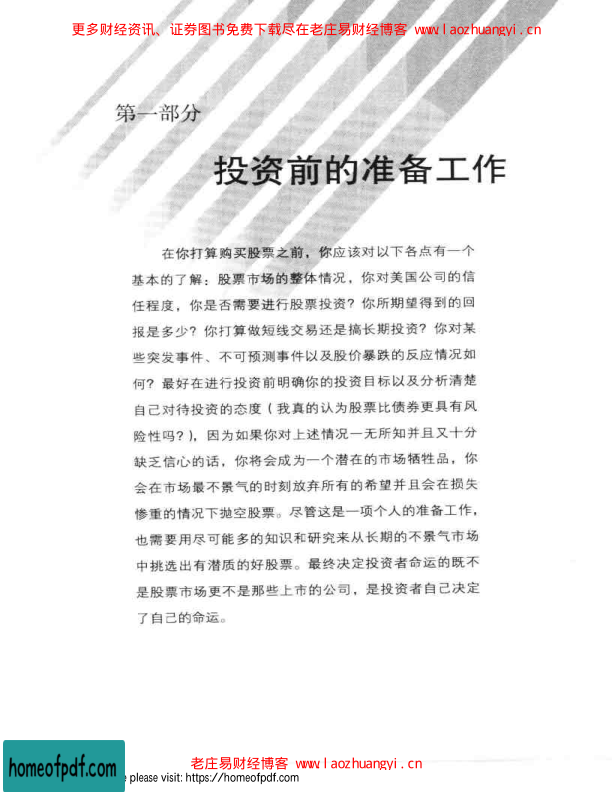 更多财经资讯、证券图书免费下载尽在老庄易财经博客 www.laozhuangyi.cn
第一部分
投资前的准备工作
在你打算购买股票之前，你应该对以下各点有一个
基本的了解：股票市场的整体情况，你对美国公司的信
任程度，你是否需要进行股票投资？你所期望得到的回
报是多少？你打算做短线交易还是搞长期投资？你对某
些突发事件、不可预测事件以及股价暴跌的反应情况如
何？最好在进行投资前明确你的投资目标以及分析清楚
自己对待投资的态度（我真的认为股票比债券更具有风
险性吗？），因为如果你对上述情况一无所知并且又十分
缺乏信心的话，你将会成为一个潜在的市场牺牲品，你
会在市场最不景气的时刻放弃所有的希望并且会在损失
惨重的情况下抛空股票。尽管这是一项个人的准备工作，
也需要用尽可能多的知识和研究来从长期的不景气市场
中挑选出有潜质的好股票。最终决定投资者命运的既不
是股票市场更不是那些上市的公司，是投资者自己决定
了自己的命运。
老庄易财经博客 www.laozhuangyi.cn
homeofpdf.com
please visit: https://homeofpdf.com